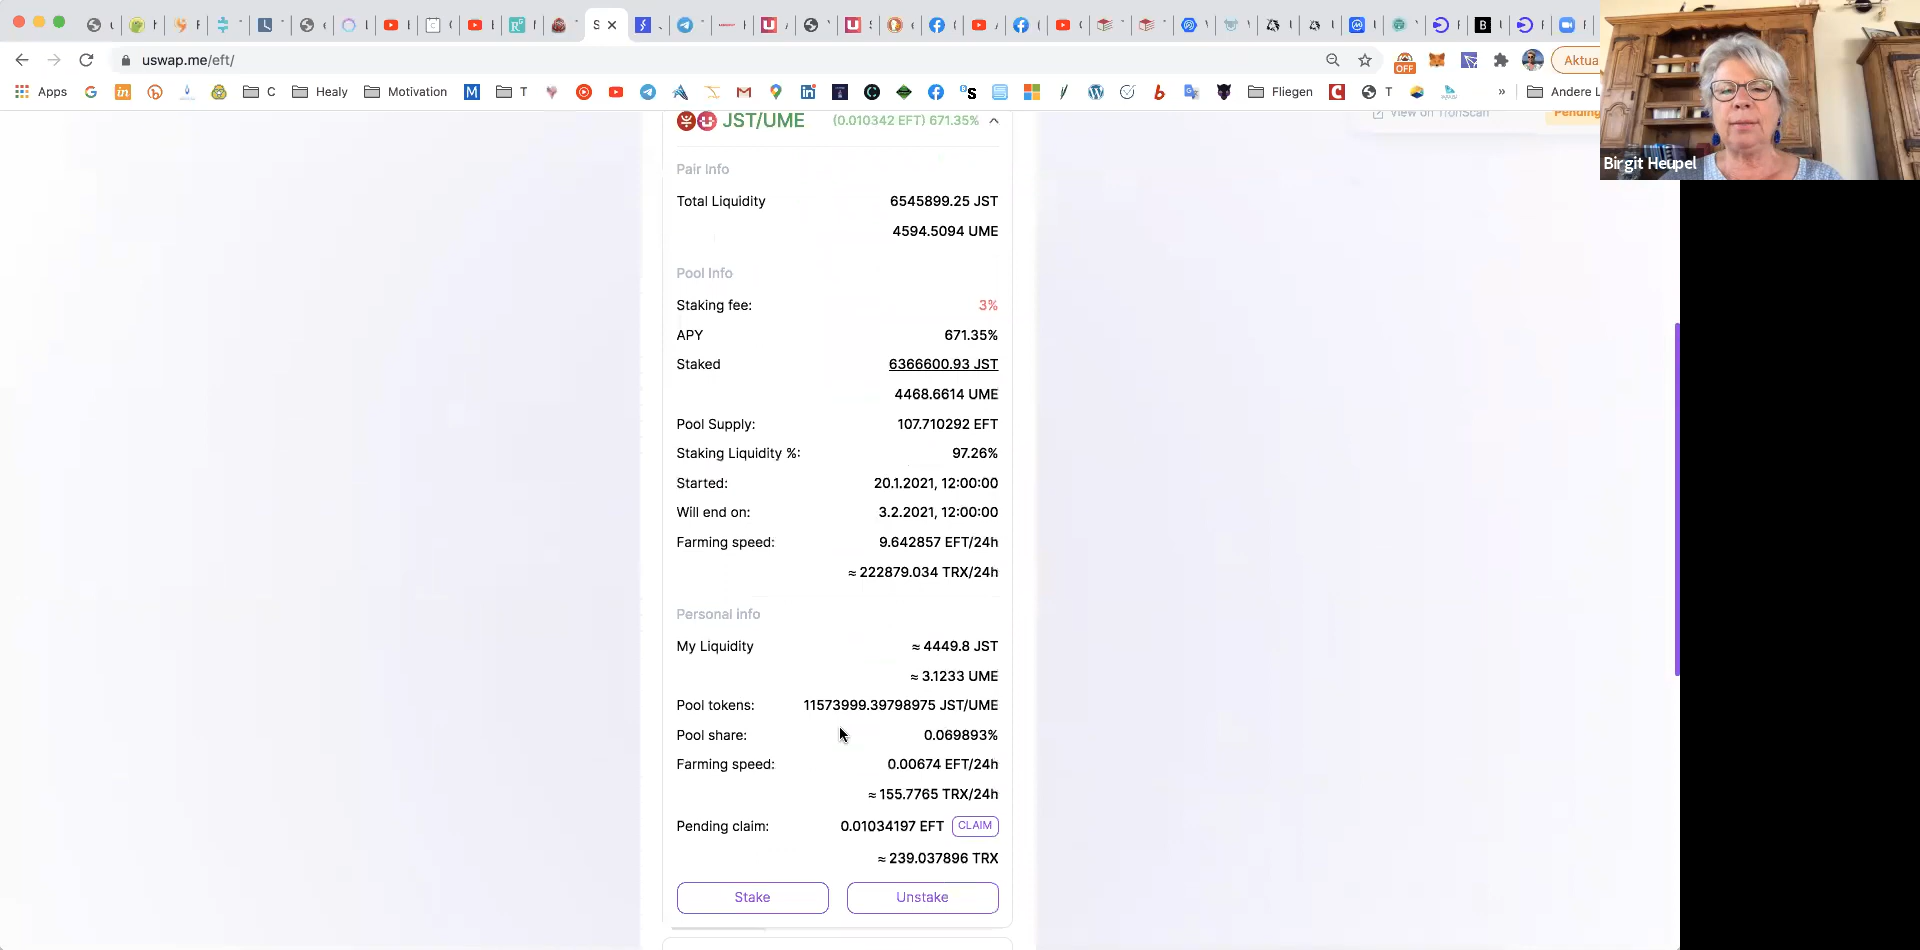 uswap.me/eft/
OFF
Aktua
Apps
C
Healy
Motivation
T
Fliegen
T
»
Andere L
JST/UME (0.010342 EFT) 671.35%
View on TronScan
Pending
Birgit Heupel
Pair Info
Total Liquidity 6545899.25 JST
4594.5094 UME
Pool Info
Staking fee: 3%
APY 671.35%
Staked 6366600.93 JST
4468.6614 UME
Pool Supply: 107.710292 EFT
Staking Liquidity %: 97.26%
Started: 20.1.2021, 12:00:00
Will end on: 3.2.2021, 12:00:00
Farming speed: 9.642857 EFT/24h
≈ 222879.034 TRX/24h
Personal info
My Liquidity ≈ 4449.8 JST
≈ 3.1233 UME
Pool tokens: 11573999.39798975 JST/UME
Pool share: 0.069893%
Farming speed: 0.00674 EFT/24h
≈ 155.7765 TRX/24h
Pending claim: 0.01034197 EFT CLAIM
≈ 239.037896 TRX
Stake Unstake